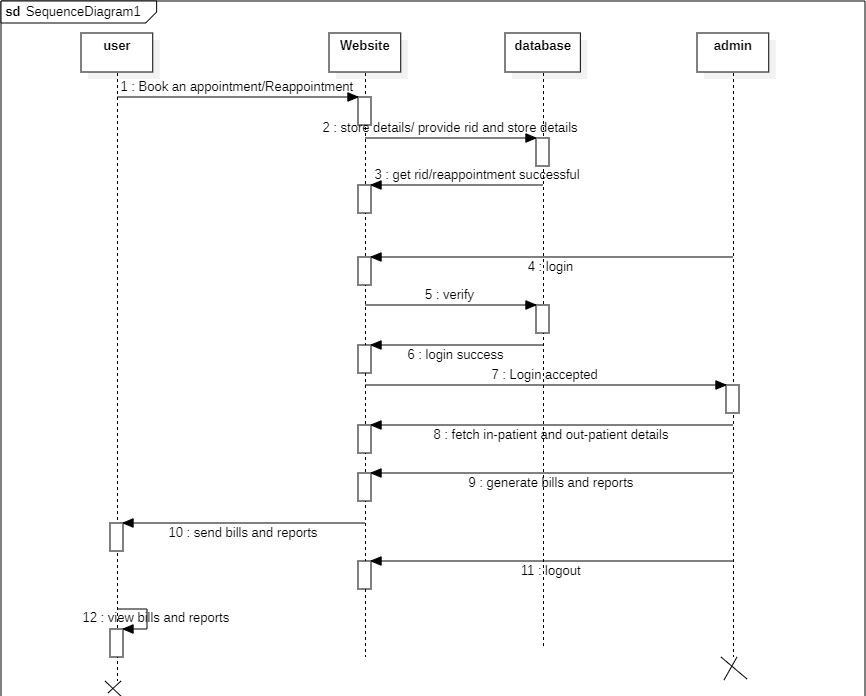 sd SequenceDiagram1
user
Website
database
admin
1 : Book an appointment/Reappointment
2 : store details/ provide rid and store details
3 : get rid/reappointment successful
4 : login
5 : verify
6 : login success
7 : Login accepted
8 : fetch in-patient and out-patient details
9 : generate bills and reports
10 : send bills and reports
11 : logout
12 : view bills and reports